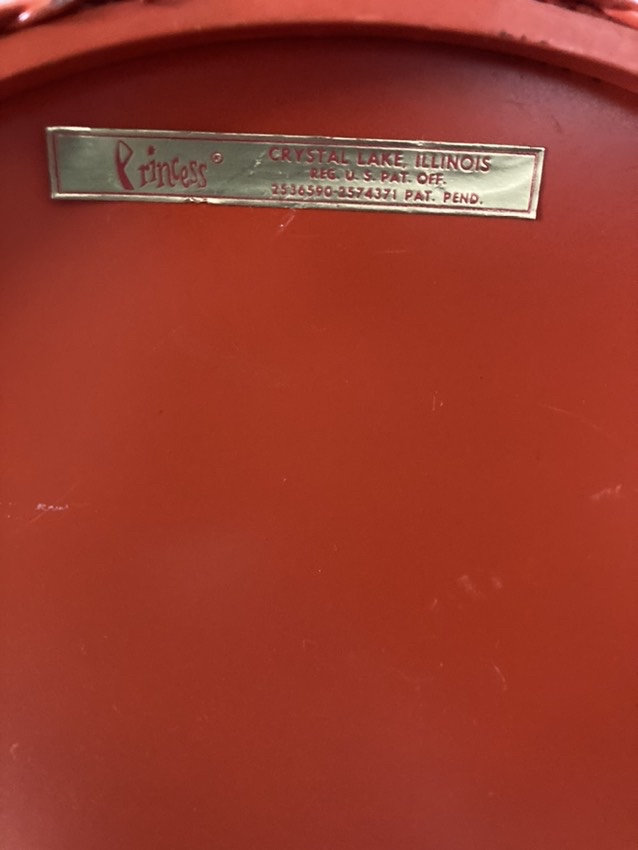 Princess®
CRYSTAL LAKE, ILLINOIS
REG. U. S. PAT. OFF.
2536590 2574371 PAT. PEND.